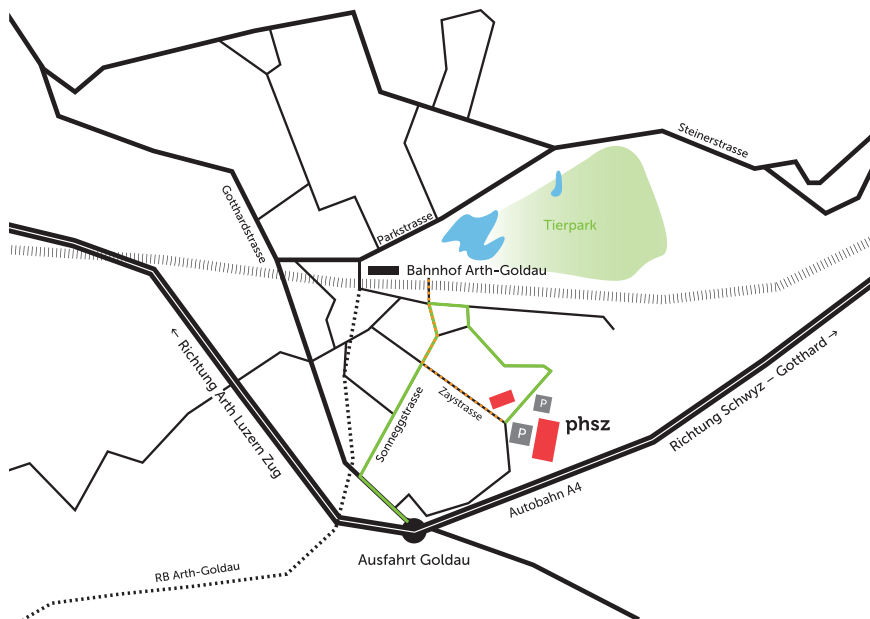 Steinerstrasse
Gotthardstrasse
Parkstrasse
Tierpark
Bahnhof Arth-Goldau
← Richtung Arth Luzern Zug
Richtung Schwyz – Gotthard →
Zaystrasse
P
phsz
P
Sonneggstrasse
Autobahn A4
Ausfahrt Goldau
RB Arth-Goldau